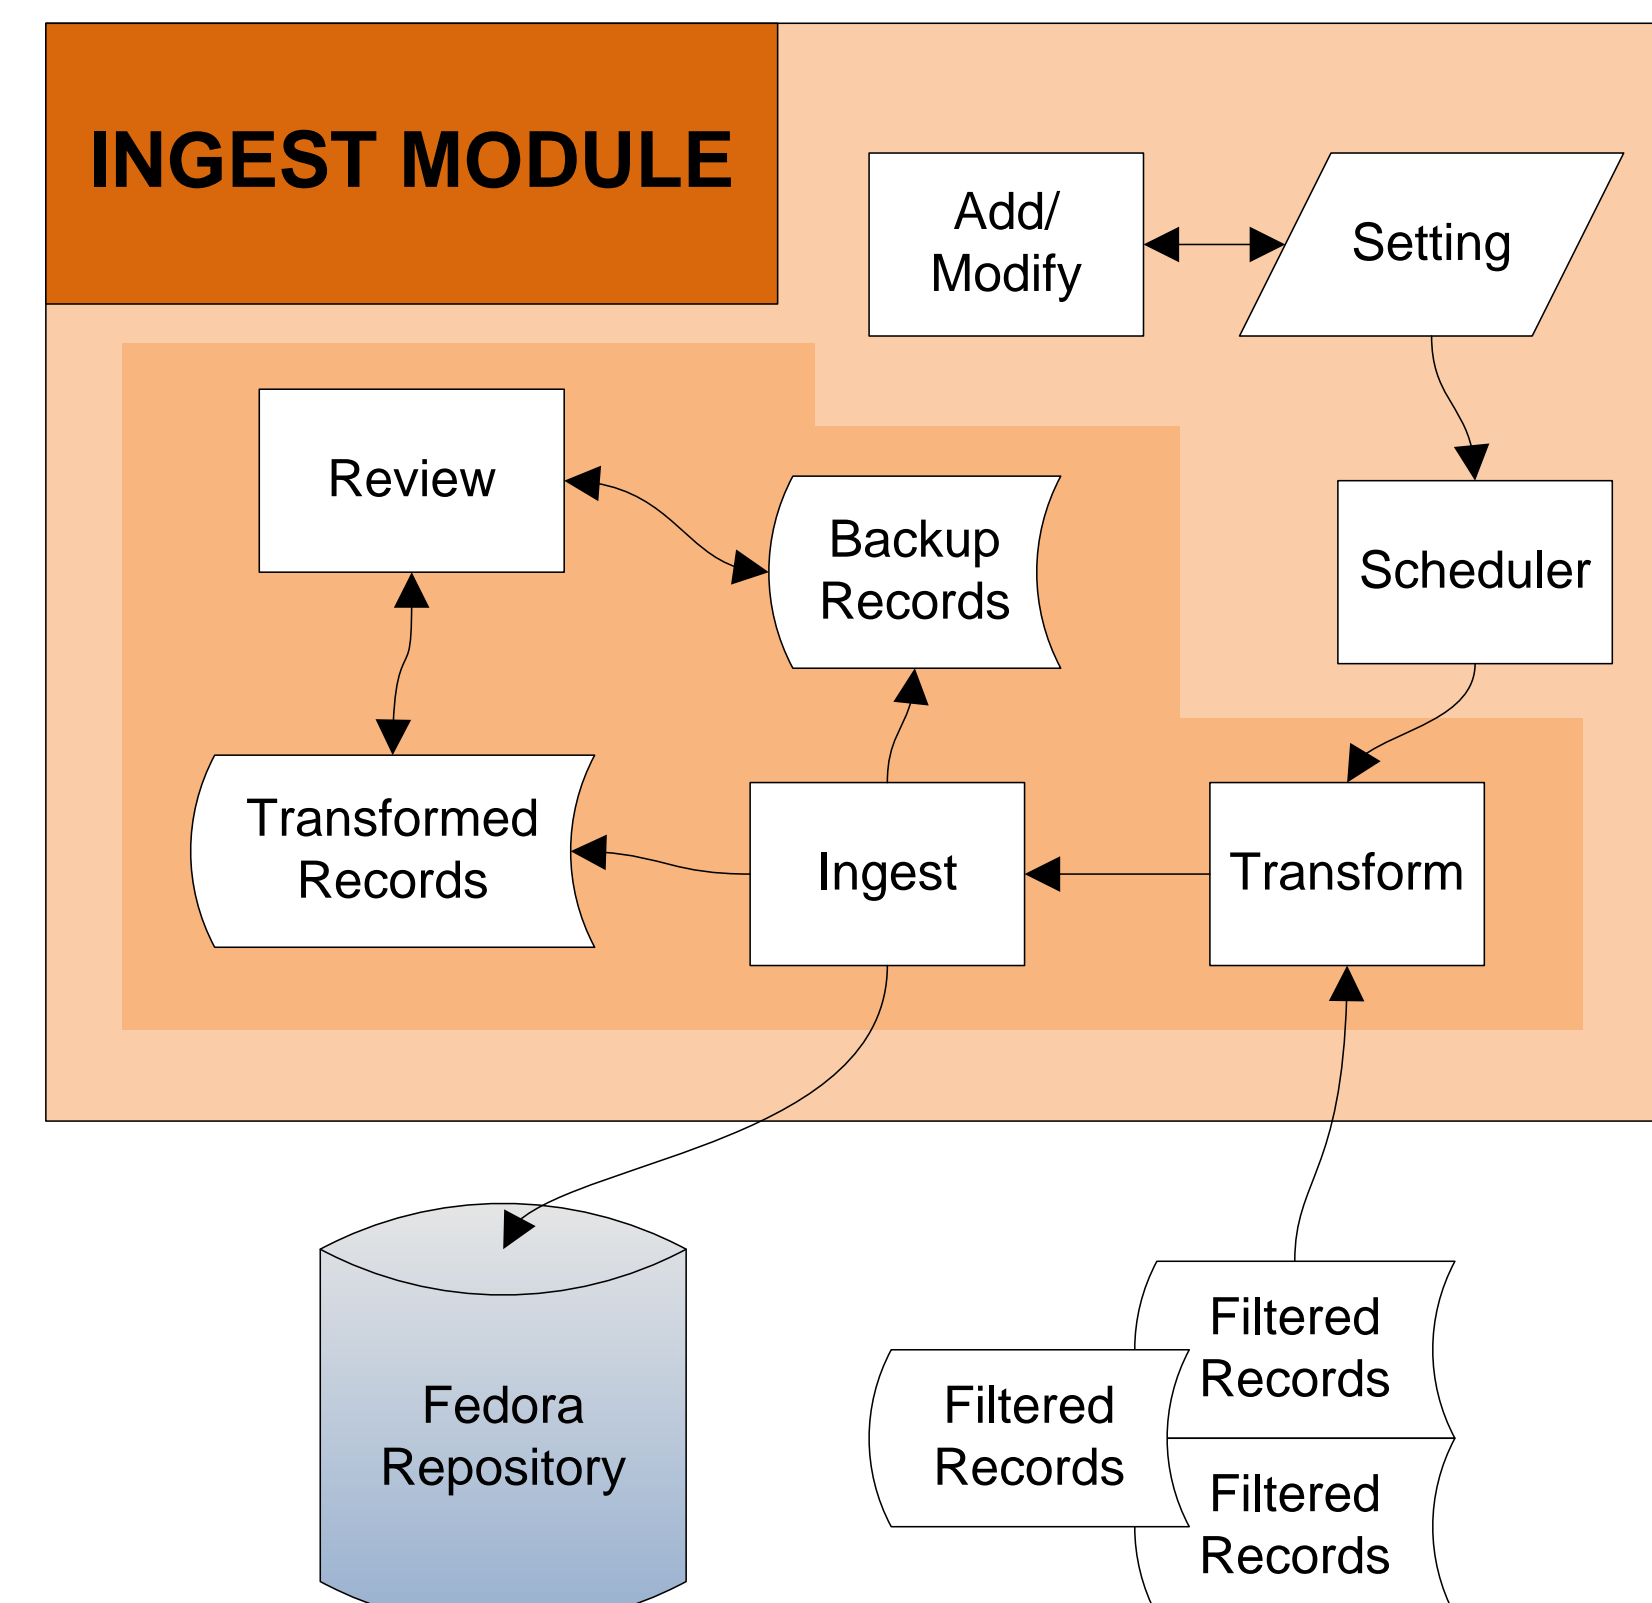 INGEST MODULE
Add/
Modify
Setting
Review
Backup
Records
Scheduler
Transformed
Records
Ingest
Transform
Fedora
Repository
Filtered
Records
Filtered
Records
Filtered
Records